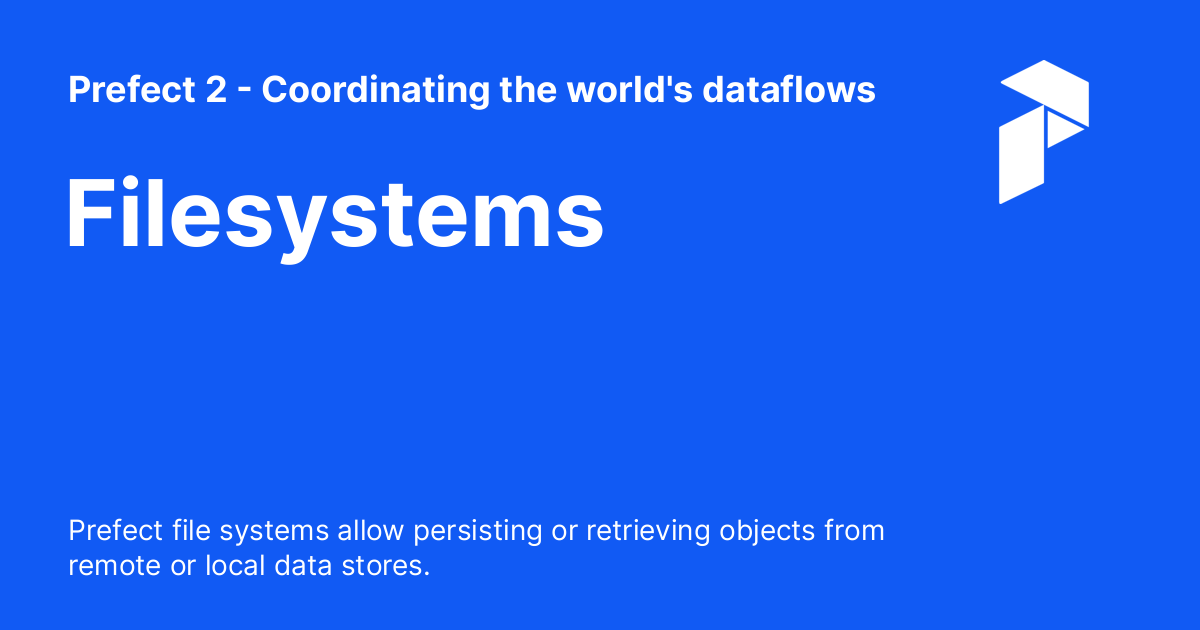 Prefect 2 - Coordinating the world's dataflows
Filesystems
Prefect file systems allow persisting or retrieving objects from
remote or local data stores.